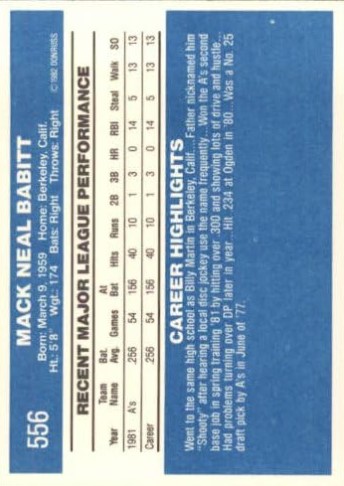 556
MACK NEAL BABITT
Born: March 9, 1959 Home: Berkeley, Calif.
Ht.: 5'8" Wgt.: 174 Bats: Right Throws: Right
© 1982 DONRUSS
RECENT MAJOR LEAGUE PERFORMANCE
Team Bat. At
Year Name Avg. Games Bat Hits Runs 2B 3B HR RBI Steal Walk SO
1981 A's .256 54 156 40 10 1 3 0 14 5 13 13
Career .256 54 156 40 10 1 3 0 14 5 13 13
CAREER HIGHLIGHTS
Went to the same high school as Billy Martin in Berkeley, Calif.... Father nicknamed him
"Shooty" after hearing a local disc jockey use the name frequently...Won the A's second
base job in spring training '81 by hitting over .300 and showing lots of drive and hustle...
Had problems turning over DP later in year...Hit .234 at Ogden in '80...Was a No. 25
draft pick by A's in June of '77.